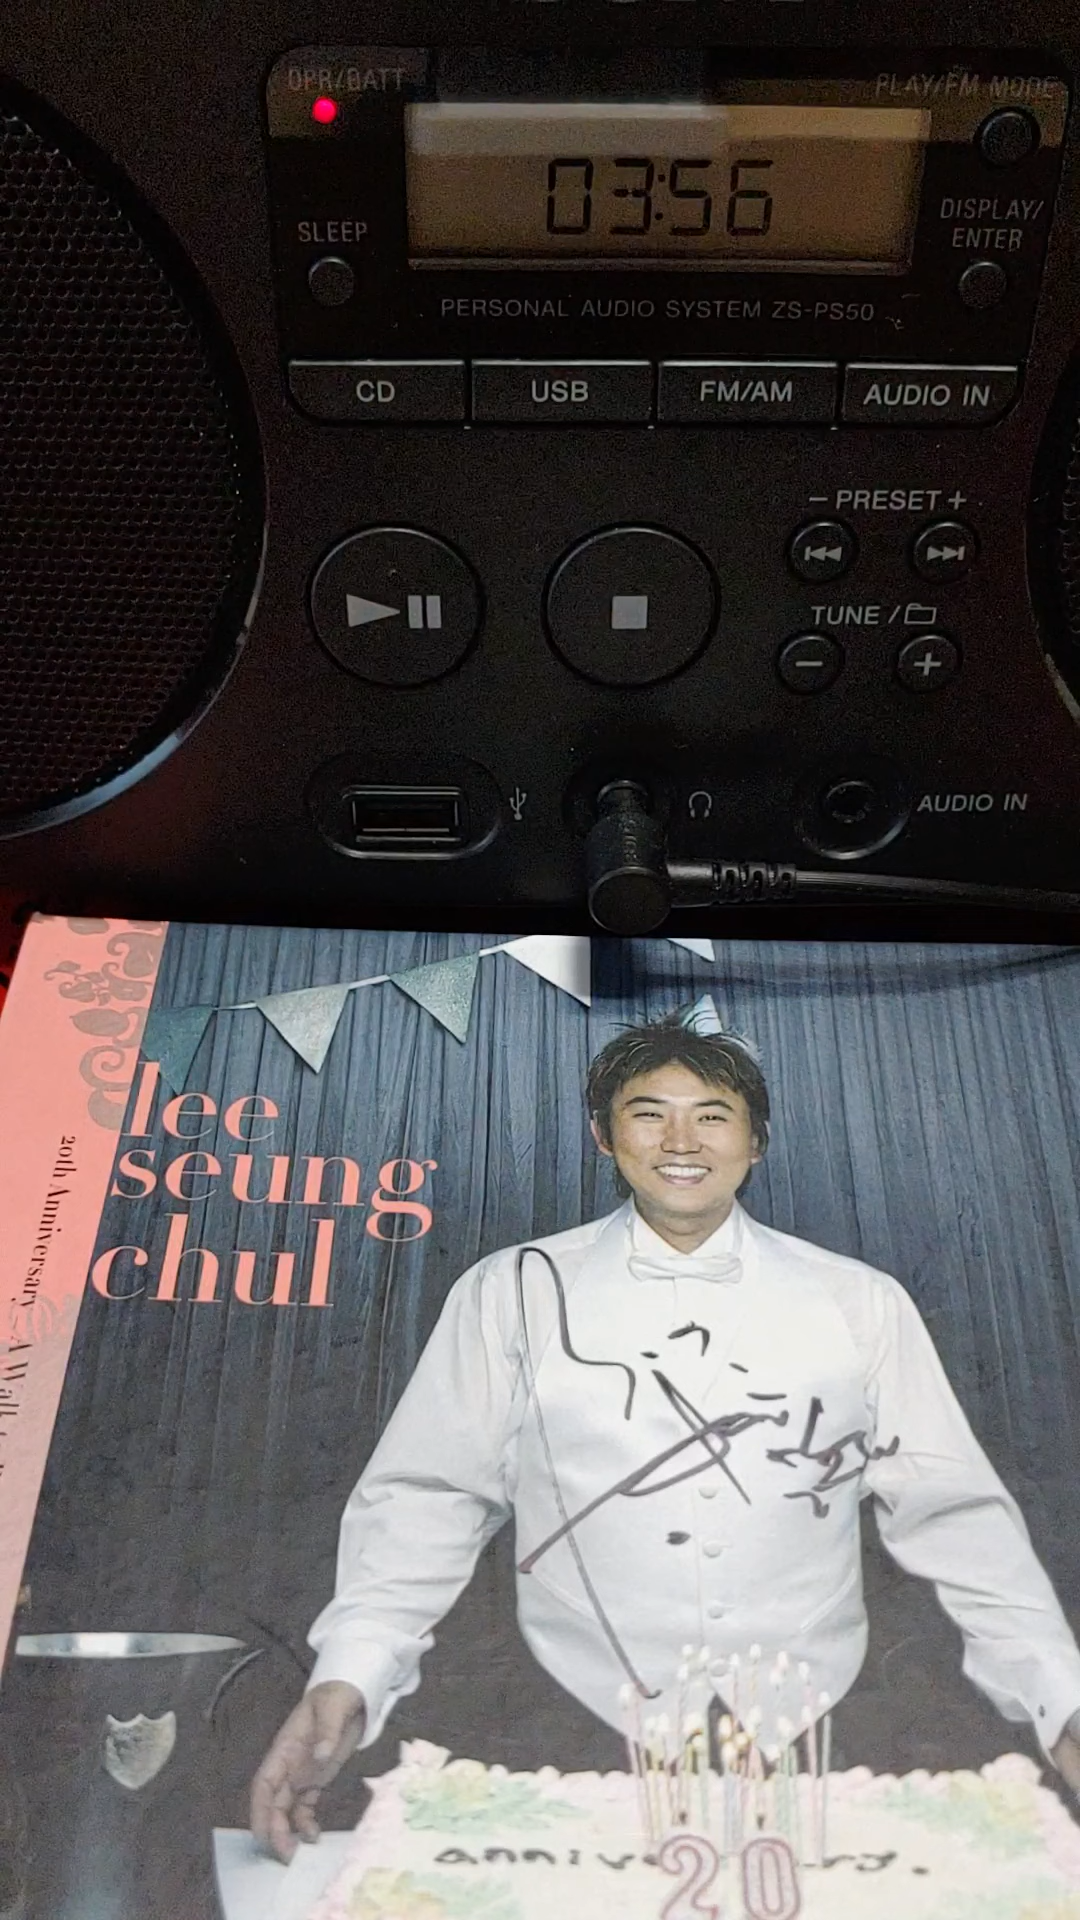 OPR/BATT
PLAY/FM MODE
03:56
SLEEP
DISPLAY/
ENTER
PERSONAL AUDIO SYSTEM ZS-PS50
CD
USB
FM/AM
AUDIO IN
− PRESET +
TUNE /
− +
AUDIO IN
lee
seung
chul
20th Anniversary - A Walk
20